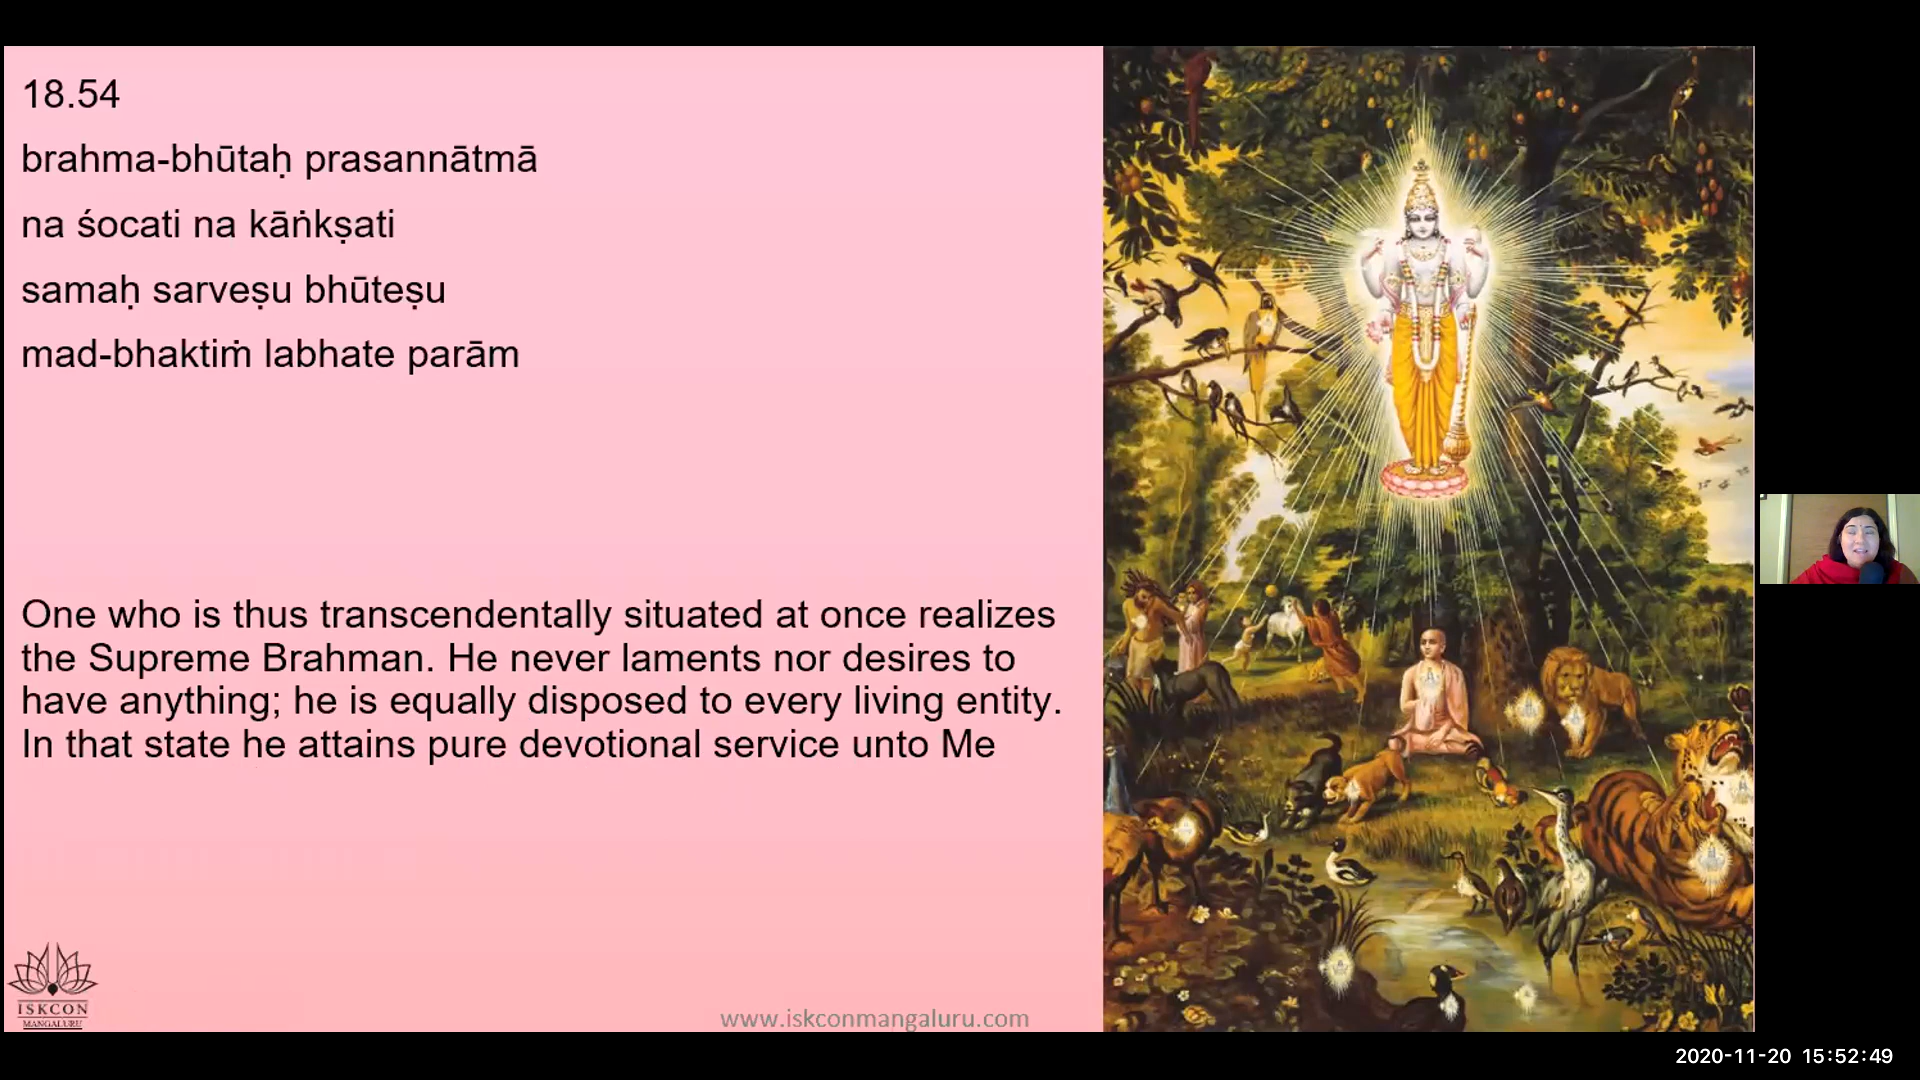 18.54
brahma-bhūtaḥ prasannātmā
na śocati na kāṅkṣati
samaḥ sarveṣu bhūteṣu
mad-bhaktiṁ labhate parām
One who is thus transcendentally situated at once realizes
the Supreme Brahman. He never laments nor desires to
have anything; he is equally disposed to every living entity.
In that state he attains pure devotional service unto Me
ISKCON
MANGALURU
www.iskconmangaluru.com
2020-11-20 15:52:49